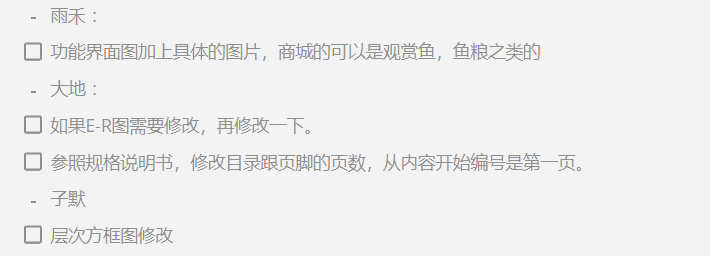 - 雨禾：
功能界面图加上具体的图片，商城的可以是观赏鱼，鱼粮之类的
- 大地：
如果E-R图需要修改，再修改一下。
参照规格说明书，修改目录跟页脚的页数，从内容开始编号是第一页。
- 子默
层次方框图修改